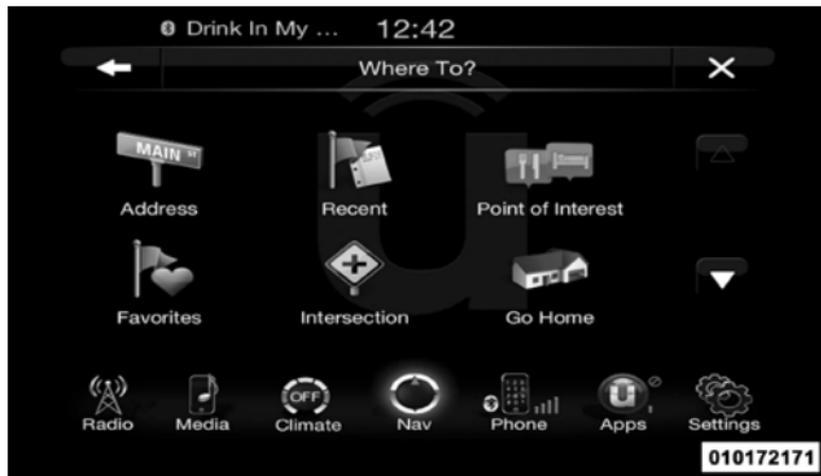 Drink In My ... 12:42
Where To?
MAIN ST
Address Recent Point of Interest
Favorites Intersection Go Home
OFF
Radio Media Climate Nav Phone Apps Settings
010172171